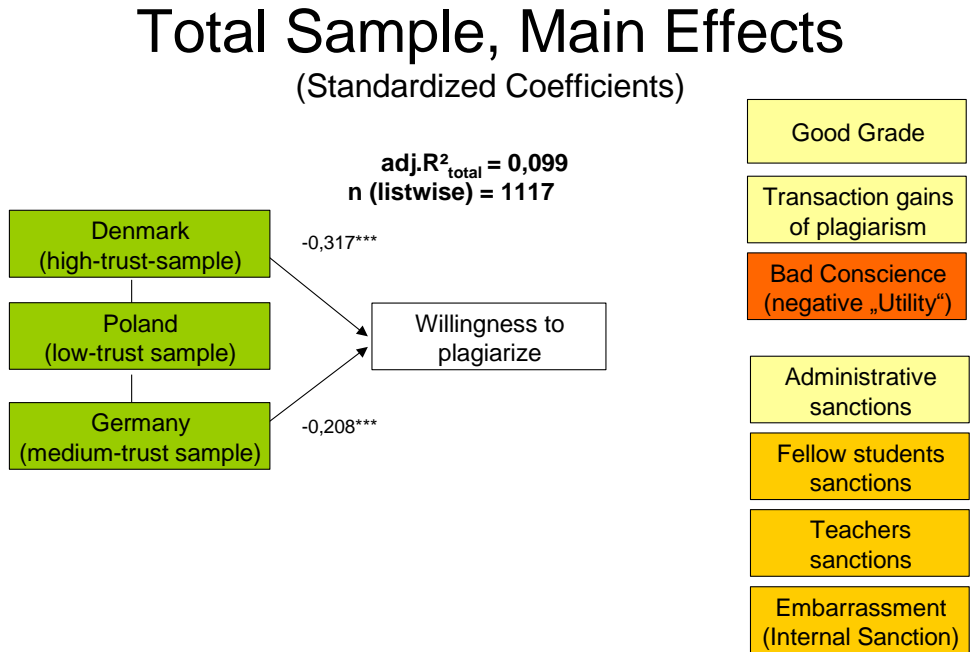 Total Sample, Main Effects
(Standardized Coefficients)
adj.R²total = 0,099
n (listwise) = 1117
Denmark
(high-trust-sample)
-0,317***
Poland
(low-trust sample)
Willingness to
plagiarize
Germany
(medium-trust sample)
-0,208***
Good Grade
Transaction gains
of plagiarism
Bad Conscience
(negative „Utility“)
Administrative
sanctions
Fellow students
sanctions
Teachers
sanctions
Embarrassment
(Internal Sanction)